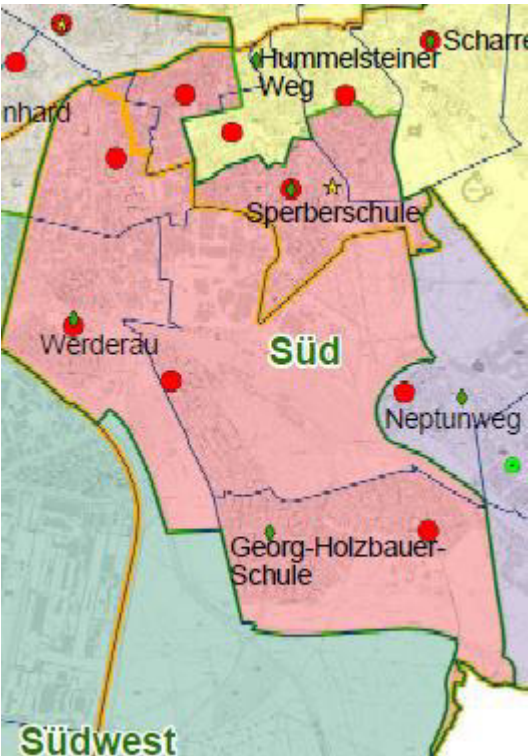 Scharre
Hummelsteiner
Weg
nhard
Sperberschule
Werderau
Süd
Neptunweg
Georg-Holzbauer-
Schule
Südwest